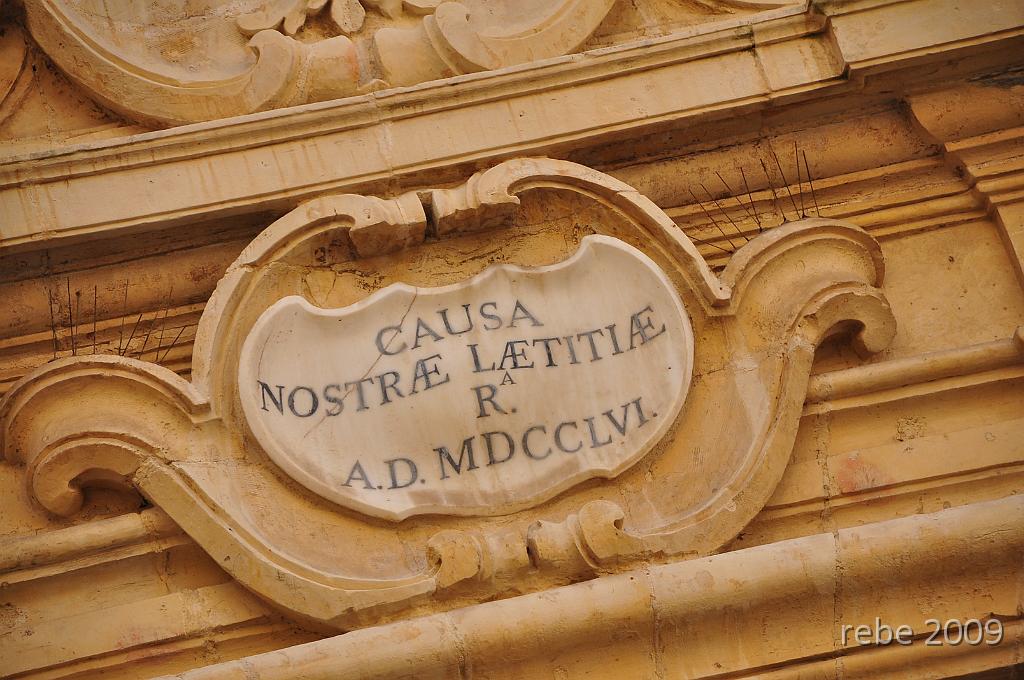 CAUSA
NOSTRÆ LÆTITIÆ
R.ᴬ
A.D. MDCCLVI.
rebe 2009